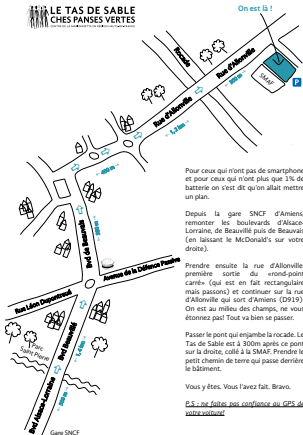 LE TAS DE SABLE
CHES PANSES VERTES
On est là !
SMAF
P
Rocade
Rue d'Allonville
Rue d'Allonville
Bd de Beauvais
Avenue de la Défence Passive
Rue Léon Dupontreué
Bvd Beauvillé
Parc
Saint Pierre
Bvd Alsace-Lorraine
Gare SNCF
Pour ceux qui n'ont pas de smartphone
et pour ceux qui n'ont plus que 1% de
batterie on s'est dit qu'on allait mettre
un plan.
Depuis la gare SNCF d'Amiens,
remonter les boulevards d'Alsace-
Lorraine, de Beauvillé puis de Beauvais
(en laissant le McDonald's sur votre
droite).
Prendre ensuite la rue d'Allonville,
première sortie du «rond-point
carré» (qui est en fait rectangulaire
mais passons) et continuer sur la rue
d'Allonville qui sort d'Amiens (D919).
On est au milieu des champs, ne vous
étonnez pas! Tout va bien se passer.
Passer le pont qui enjambe la rocade. Le
Tas de Sable est à 300m après ce pont
sur la droite, collé à la SMAF. Prendre le
petit chemin de terre qui passe derrière
le bâtiment.
Vous y êtes. Vous l'avez fait. Bravo.
P.S : ne faites pas confiance au GPS de
votre voiture!